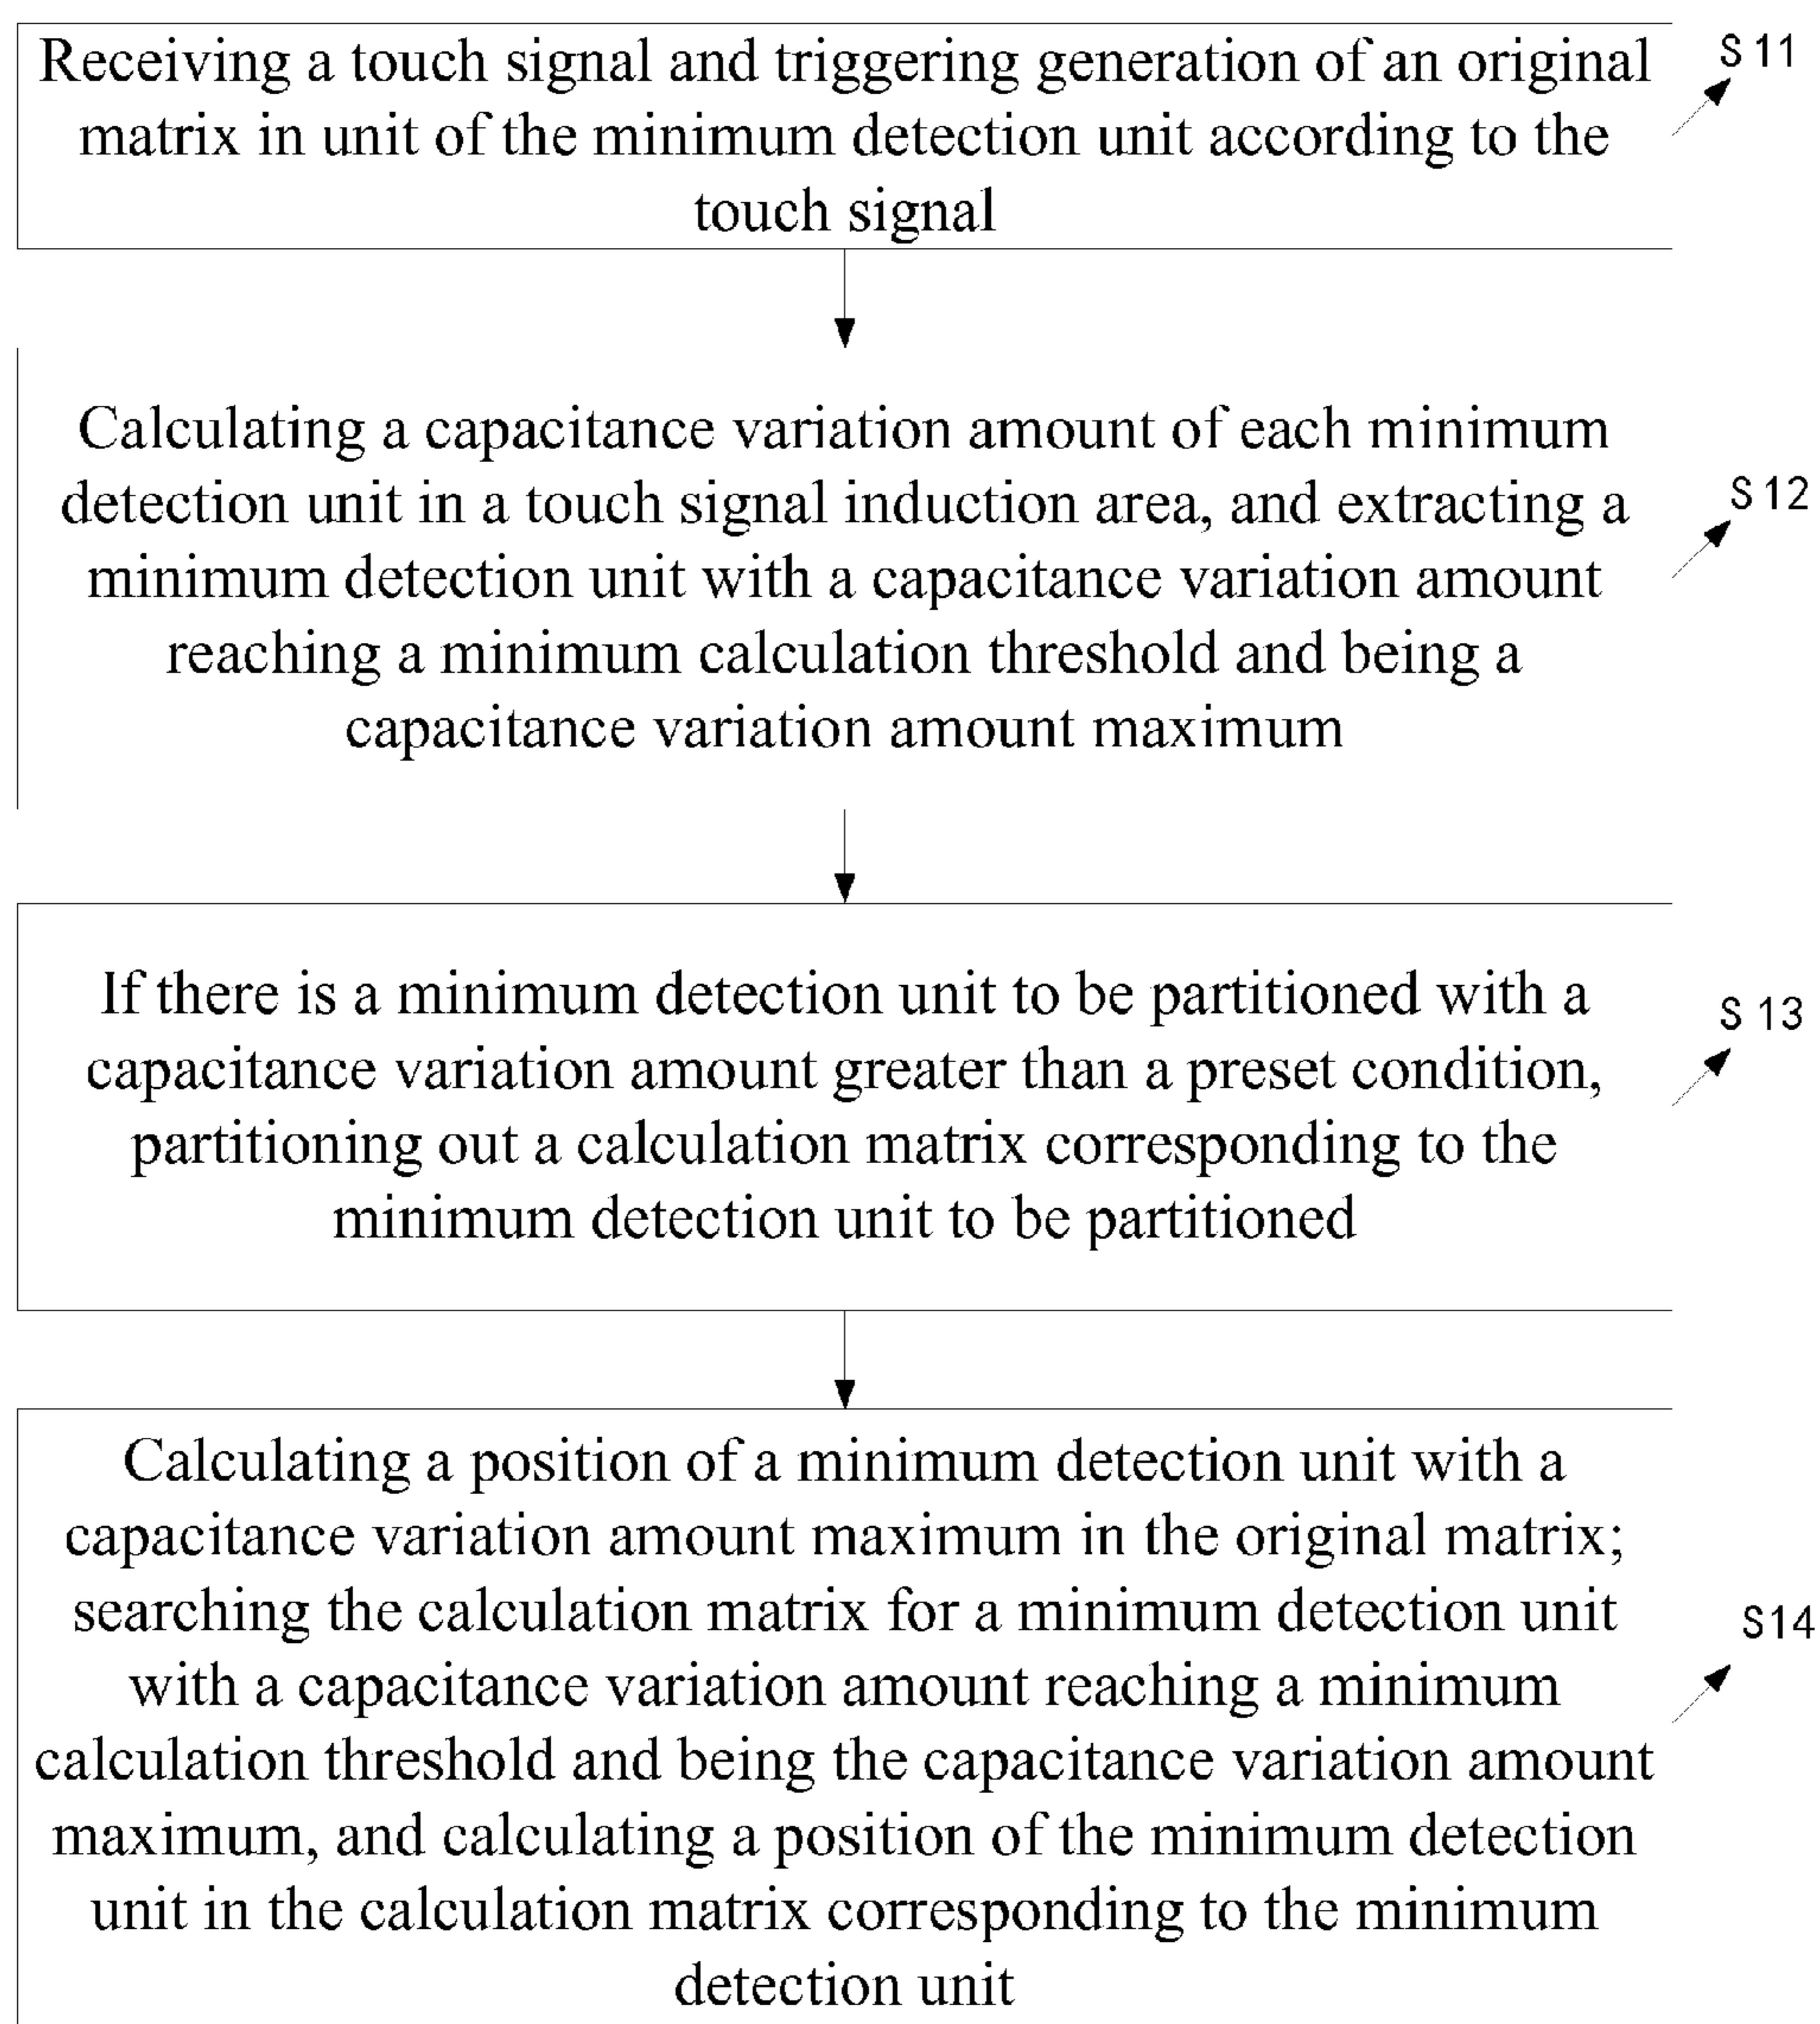 Receiving a touch signal and triggering generation of an original
S11
matrix in unit of the minimum detection unit according to the
touch signal
Calculating a capacitance variation amount of each minimum
detection unit in a touch signal induction area, and extracting a
S12
minimum detection unit with a capacitance variation amount
reaching a minimum calculation threshold and being a
capacitance variation amount maximum
If there is a minimum detection unit to be partitioned with a
S13
capacitance variation amount greater than a preset condition,
partitioning out a calculation matrix corresponding to the
minimum detection unit to be partitioned
Calculating a position of a minimum detection unit with a
capacitance variation amount maximum in the original matrix;
searching the calculation matrix for a minimum detection unit
S14
with a capacitance variation amount reaching a minimum
calculation threshold and being the capacitance variation amount
maximum, and calculating a position of the minimum detection
unit in the calculation matrix corresponding to the minimum
detection unit